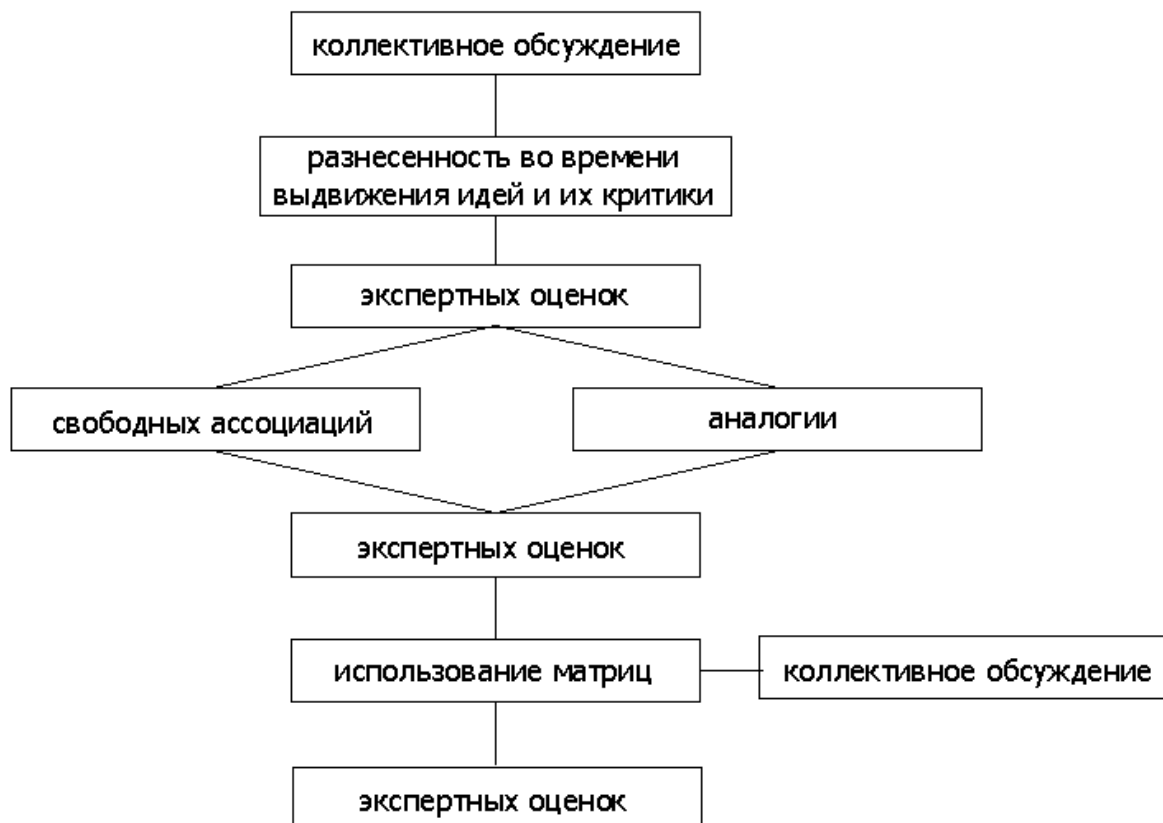 коллективное обсуждение
разнесенность во времени
выдвижения идей и их критики
экспертных оценок
свободных ассоциаций
аналогии
экспертных оценок
использование матриц
коллективное обсуждение
экспертных оценок